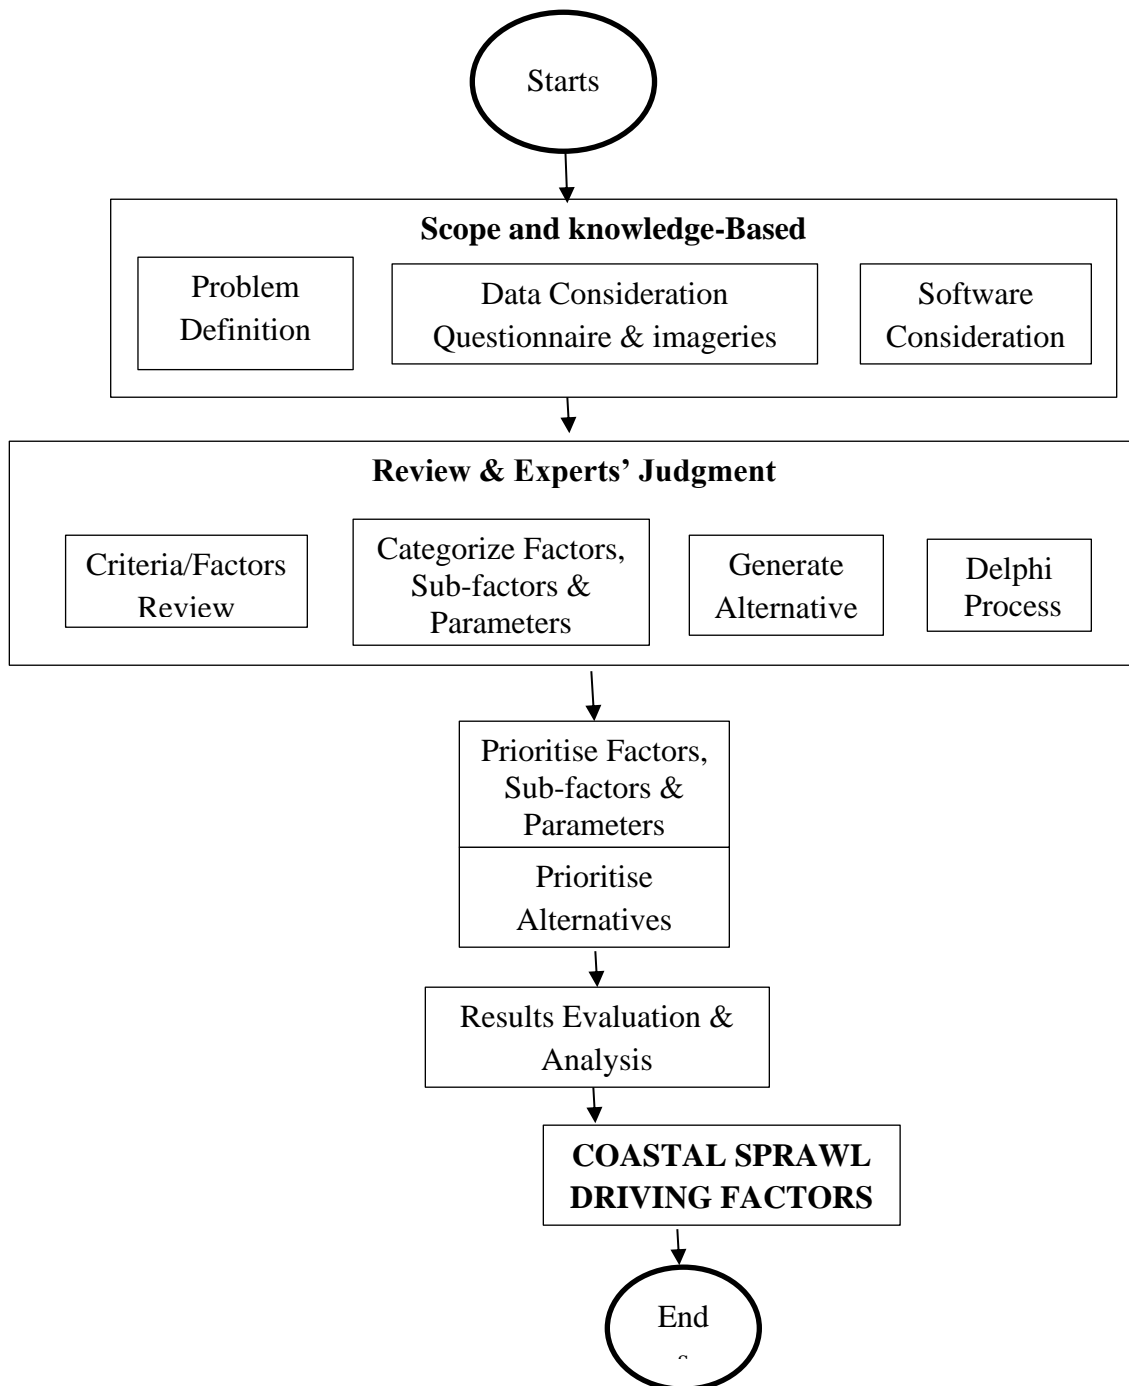 Starts
Scope and knowledge-Based
Problem
Definition
Data Consideration
Questionnaire & imageries
Software
Consideration
Review & Experts’ Judgment
Criteria/Factors
Review
Categorize Factors,
Sub-factors &
Parameters
Generate
Alternative
Delphi
Process
Prioritise Factors,
Sub-factors &
Parameters
Prioritise
Alternatives
Results Evaluation &
Analysis
COASTAL SPRAWL
DRIVING FACTORS
End
s